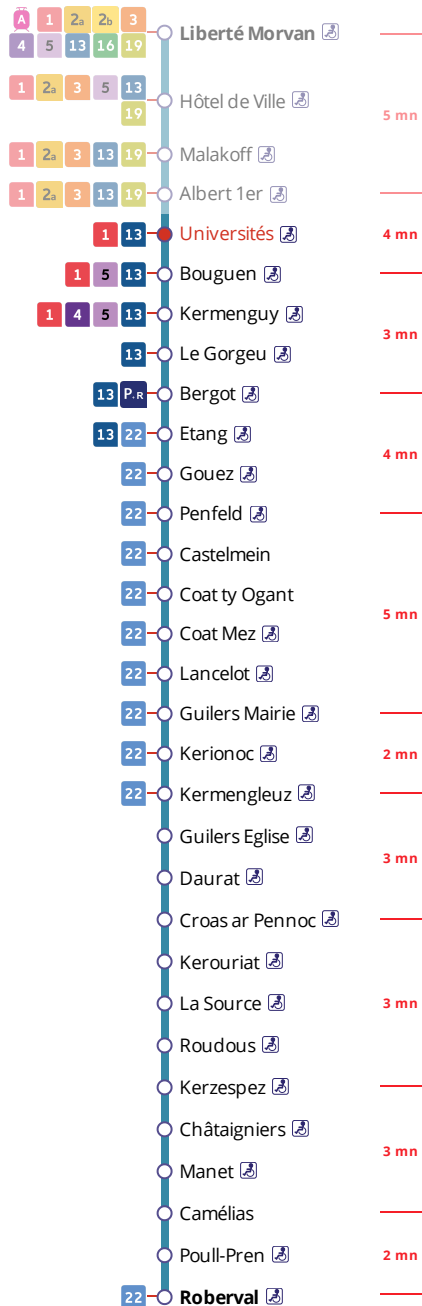 A 1 2a 2b 3
4 5 13 16 19
Liberté Morvan
1 2a 3 5 13
19
Hôtel de Ville
5 mn
1 2a 3 13 19 Malakoff
1 2a 3 13 19 Albert 1er
1 13 Universités 4 mn
1 5 13 Bouguen
1 4 5 13 Kermenguy
3 mn
13 Le Gorgeu
13 P+R Bergot
13 22 Etang
4 mn
22 Gouez
22 Penfeld
22 Castelmein
22 Coat ty Ogant
5 mn
22 Coat Mez
22 Lancelot
22 Guilers Mairie
22 Kerionoc 2 mn
22 Kermengleuz
Guilers Eglise
3 mn
Daurat
Croas ar Pennoc
Kerouriat
La Source 3 mn
Roudous
Kerzespez
Châtaigniers
3 mn
Manet
Camélias
Poull-Pren 2 mn
22 Roberval